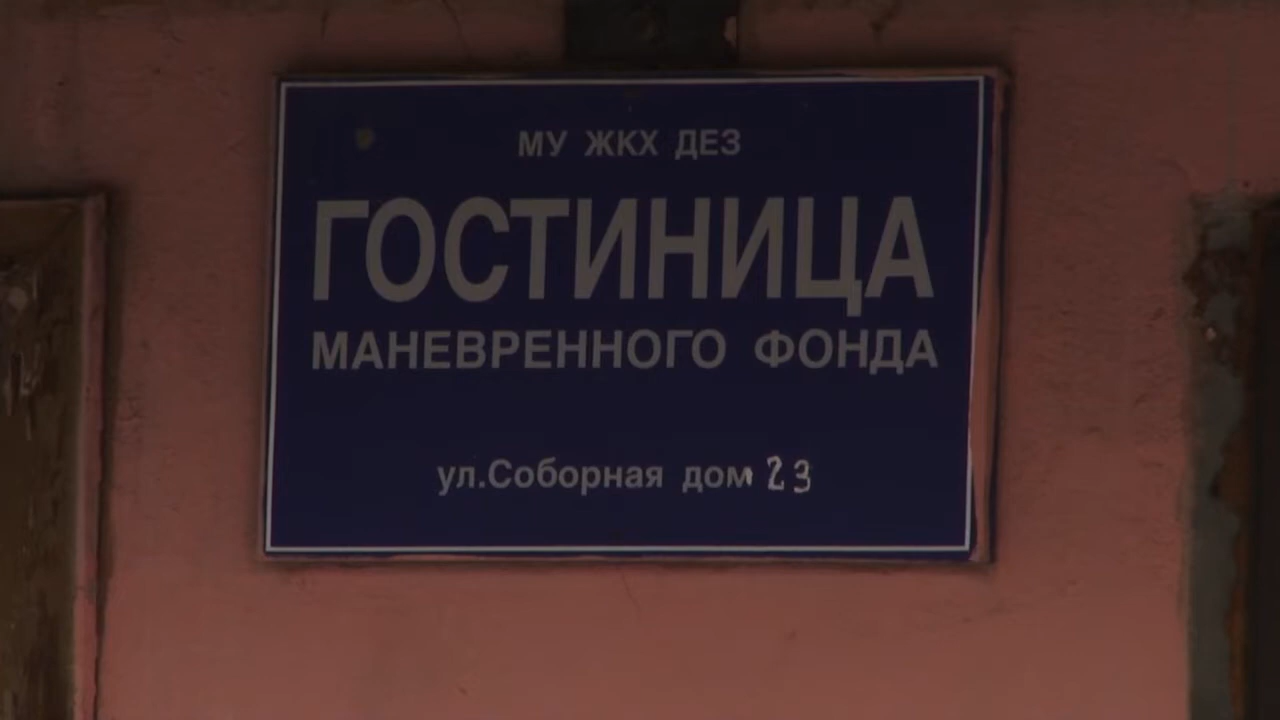 МУ ЖКХ ДЕЗ
ГОСТИНИЦА
МАНЕВРЕННОГО ФОНДА
ул.Соборная дом 23